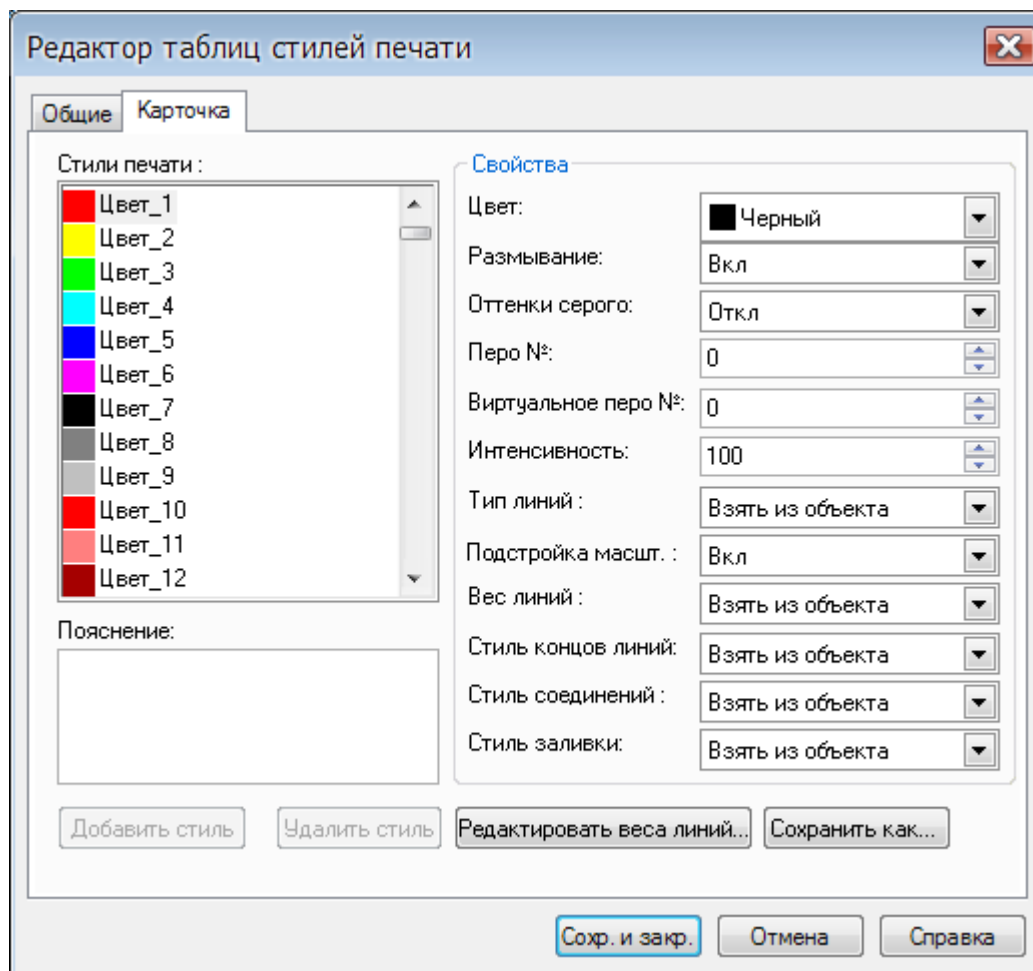 Редактор таблиц стилей печати
Общие
Карточка
Стили печати :
Цвет_1
Цвет_2
Цвет_3
Цвет_4
Цвет_5
Цвет_6
Цвет_7
Цвет_8
Цвет_9
Цвет_10
Цвет_11
Цвет_12
Пояснение:
Добавить стиль
Удалить стиль
Свойства
Цвет: Черный
Размывание: Вкл
Оттенки серого: Откл
Перо №: 0
Виртуальное перо №: 0
Интенсивность: 100
Тип линий : Взять из объекта
Подстройка масшт. : Вкл
Вес линий : Взять из объекта
Стиль концов линий: Взять из объекта
Стиль соединений : Взять из объекта
Стиль заливки: Взять из объекта
Редактировать веса линий...
Сохранить как...
Сохр. и закр.
Отмена
Справка